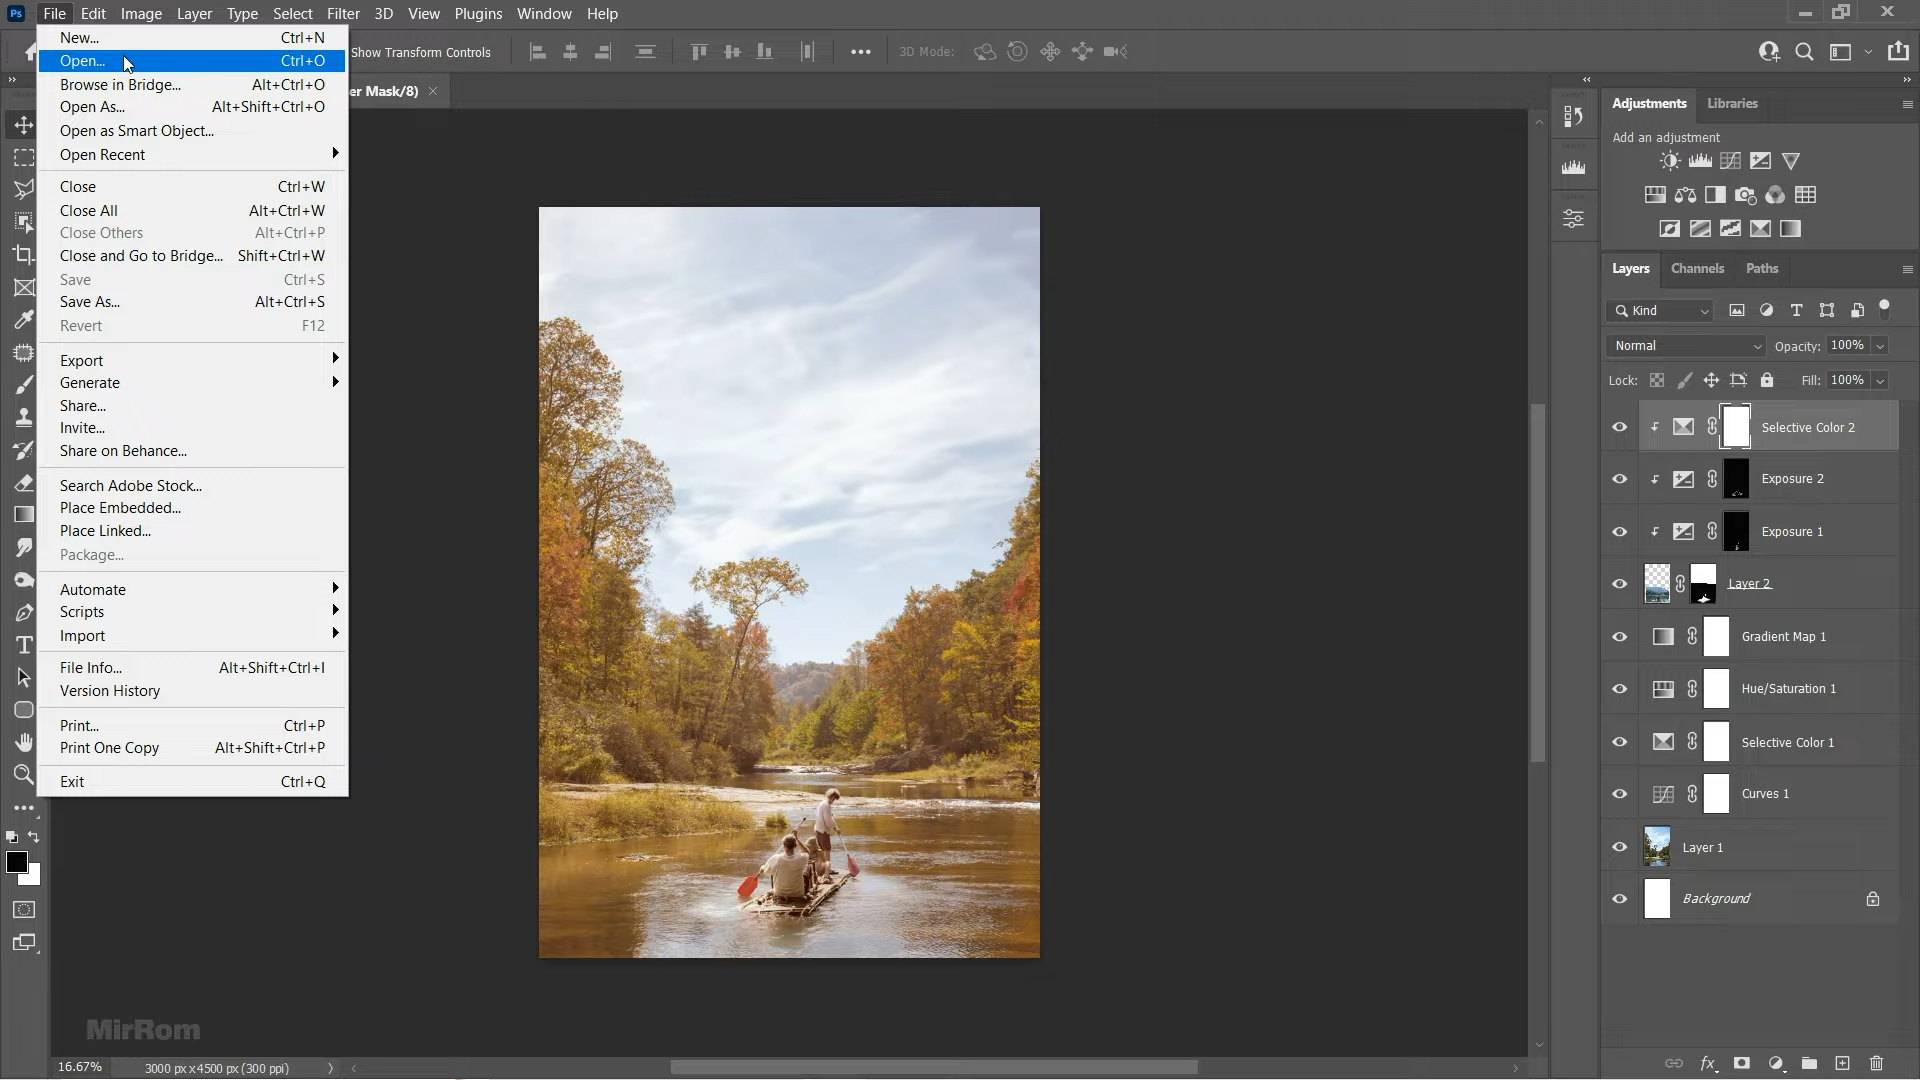 Ps File Edit Image Layer Type Select Filter 3D View Plugins Window Help
Show Transform Controls
3D Mode:
er Mask/8)
New... Ctrl+N
Open... Ctrl+O
Browse in Bridge... Alt+Ctrl+O
Open As... Alt+Shift+Ctrl+O
Open as Smart Object...
Open Recent
Close Ctrl+W
Close All Alt+Ctrl+W
Close Others Alt+Ctrl+P
Close and Go to Bridge... Shift+Ctrl+W
Save Ctrl+S
Save As... Alt+Ctrl+S
Revert F12
Export
Generate
Share...
Invite...
Share on Behance...
Search Adobe Stock...
Place Embedded...
Place Linked...
Package...
Automate
Scripts
Import
File Info... Alt+Shift+Ctrl+I
Version History
Print... Ctrl+P
Print One Copy Alt+Shift+Ctrl+P
Exit Ctrl+Q
Adjustments Libraries
Add an adjustment
Layers Channels Paths
Kind
Normal Opacity: 100%
Lock: Fill: 100%
Selective Color 2
Exposure 2
Exposure 1
Layer 2
Gradient Map 1
Hue/Saturation 1
Selective Color 1
Curves 1
Layer 1
Background
MirRom
16.67% 3000 px x 4500 px (300 ppi)